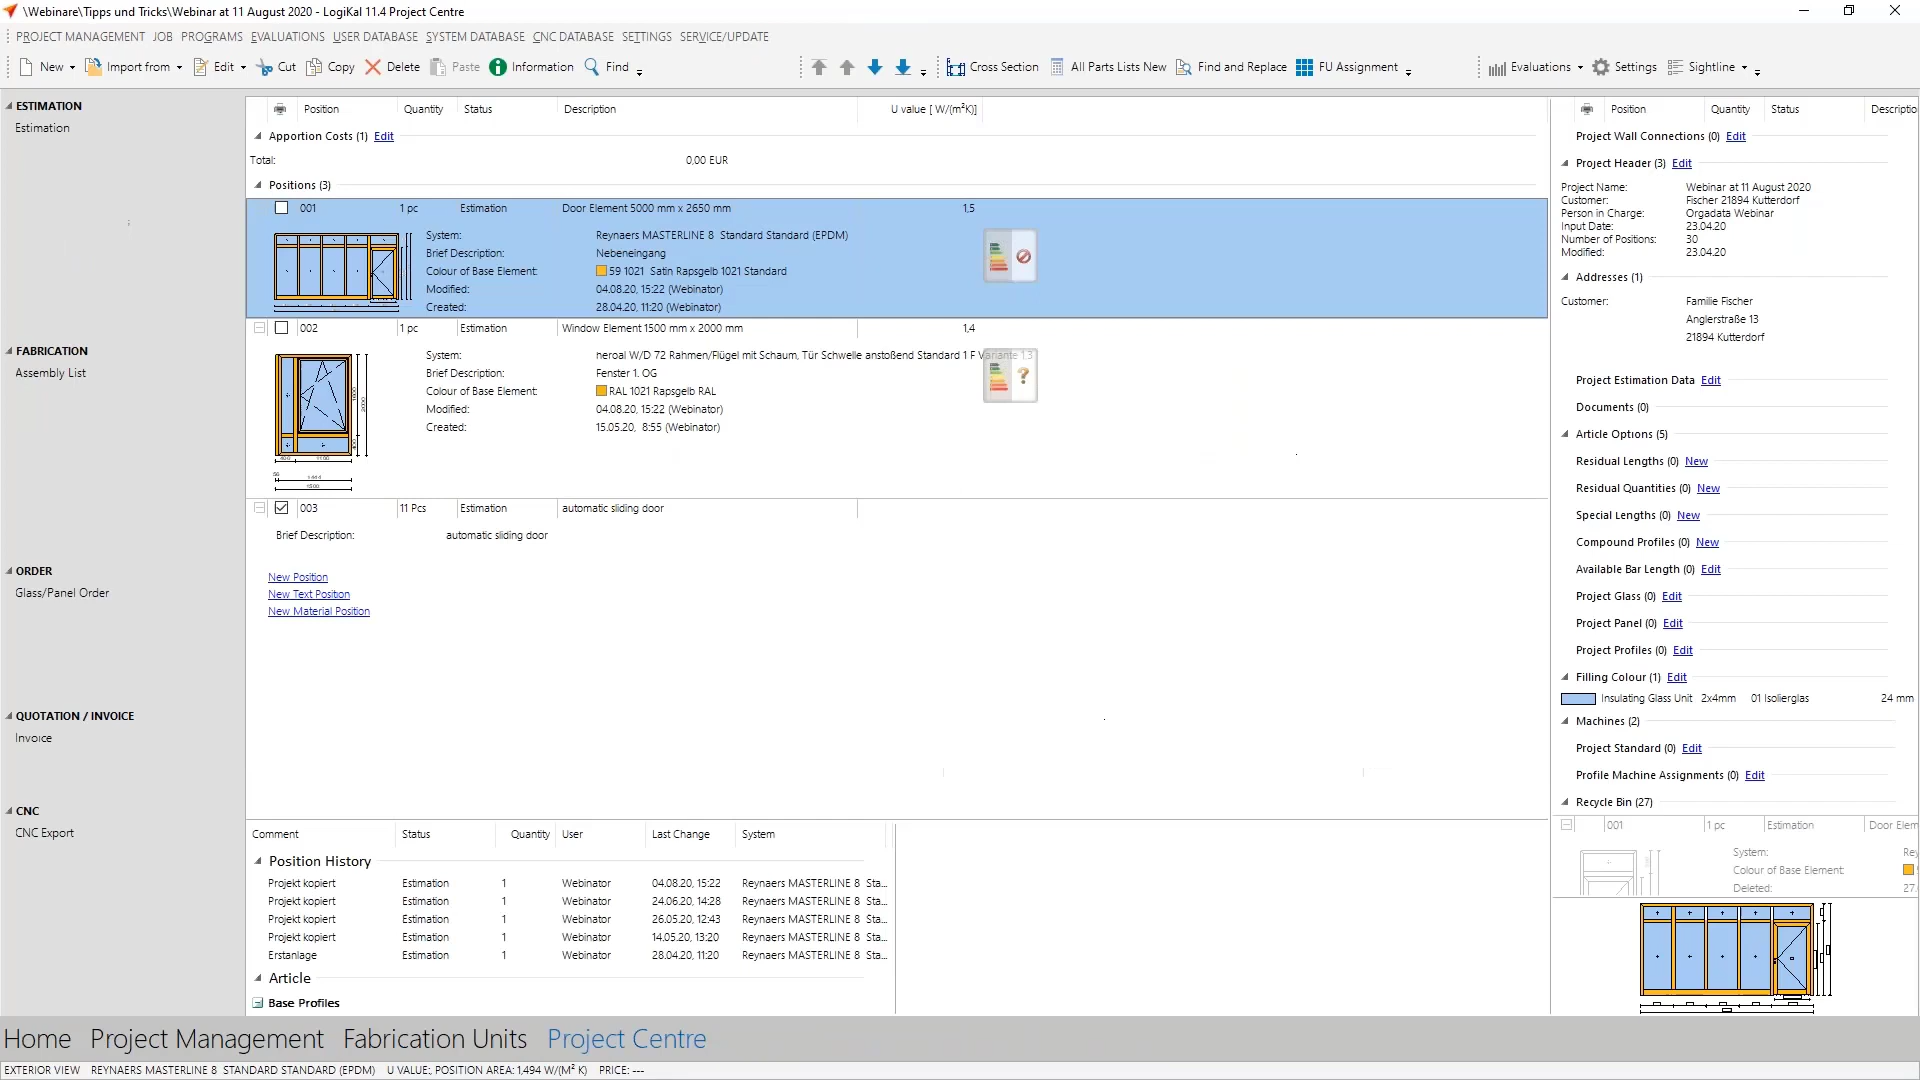 \Webinare\Tipps und Tricks\Webinar at 11 August 2020 - LogiKal 11.4 Project Centre
PROJECT MANAGEMENT JOB PROGRAMS EVALUATIONS USER DATABASE SYSTEM DATABASE CNC DATABASE SETTINGS SERVICE/UPDATE
New Import from Edit Cut Copy Delete Paste Information Find Cross Section All Parts Lists New Find and Replace FU Assignment Evaluations Settings Sightline
ESTIMATION
Estimation
FABRICATION
Assembly List
ORDER
Glass/Panel Order
QUOTATION / INVOICE
Invoice
CNC
CNC Export
Position Quantity Status Description U value [ W/(m²K)]
Apportion Costs (1) Edit
Total: 0,00 EUR
Positions (3)
001 1 pc Estimation Door Element 5000 mm x 2650 mm 1,5
System: Reynaers MASTERLINE 8 Standard Standard (EPDM)
Brief Description: Nebeneingang
Colour of Base Element: 59 1021 Satin Rapsgelb 1021 Standard
Modified: 04.08.20, 15:22 (Webinator)
Created: 28.04.20, 11:20 (Webinator)
002 1 pc Estimation Window Element 1500 mm x 2000 mm 1,4
System: heroal W/D 72 Rahmen/Flügel mit Schaum, Tür Schwelle anstoßend Standard 1 F Variante 1.3
Brief Description: Fenster 1. OG
Colour of Base Element: RAL 1021 Rapsgelb RAL
Modified: 04.08.20, 15:22 (Webinator)
Created: 15.05.20, 8:55 (Webinator)
003 11 Pcs Estimation automatic sliding door
Brief Description: automatic sliding door
New Position
New Text Position
New Material Position
Comment Status Quantity User Last Change System
Position History
Projekt kopiert Estimation 1 Webinator 04.08.20, 15:22 Reynaers MASTERLINE 8 Sta...
Projekt kopiert Estimation 1 Webinator 24.06.20, 14:28 Reynaers MASTERLINE 8 Sta...
Projekt kopiert Estimation 1 Webinator 26.05.20, 12:43 Reynaers MASTERLINE 8 Sta...
Projekt kopiert Estimation 1 Webinator 14.05.20, 13:20 Reynaers MASTERLINE 8 Sta...
Erstanlage Estimation 1 Webinator 28.04.20, 11:20 Reynaers MASTERLINE 8 Sta...
Article
Base Profiles
Position Quantity Status Descriptio
Project Wall Connections (0) Edit
Project Header (3) Edit
Project Name: Webinar at 11 August 2020
Customer: Fischer 21894 Kutterdorf
Person in Charge: Orgadata Webinar
Input Date: 23.04.20
Number of Positions: 30
Modified: 23.04.20
Addresses (1)
Customer: Familie Fischer
Anglerstraße 13
21894 Kutterdorf
Project Estimation Data Edit
Documents (0)
Article Options (5)
Residual Lengths (0) New
Residual Quantities (0) New
Special Lengths (0) New
Compound Profiles (0) New
Available Bar Length (0) Edit
Project Glass (0) Edit
Project Panel (0) Edit
Project Profiles (0) Edit
Filling Colour (1) Edit
Insulating Glass Unit 2x4mm 01 Isolierglas 24 mm
Machines (2)
Project Standard (0) Edit
Profile Machine Assignments (0) Edit
Recycle Bin (27)
001 1 pc Estimation Door Elem
System: Rey
Colour of Base Element:
Deleted: 27.
Home Project Management Fabrication Units Project Centre
EXTERIOR VIEW REYNAERS MASTERLINE 8 STANDARD STANDARD (EPDM) U VALUE:, POSITION AREA: 1,494 W/(M² K) PRICE: ---